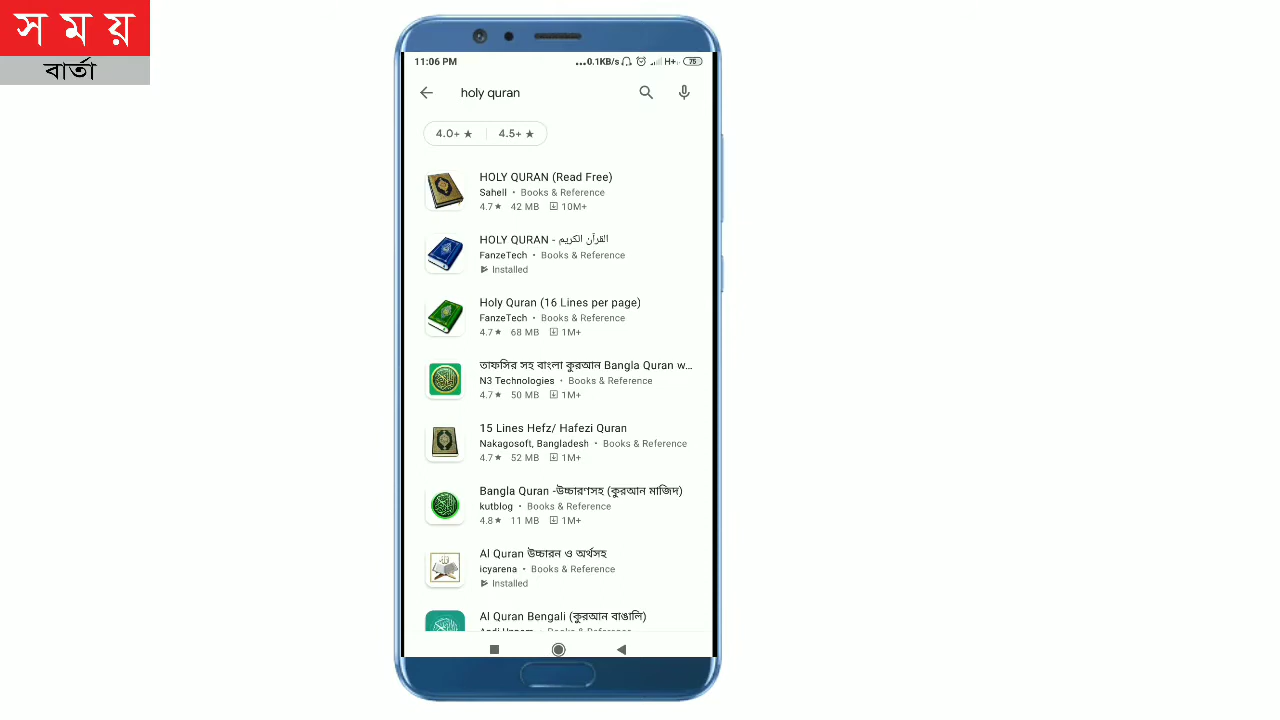 সময়
বার্তা
11:06 PM
...0.1KB/s H+ 75
holy quran
4.0+ ★ 4.5+ ★
HOLY QURAN (Read Free)
Sahell • Books & Reference
4.7 ★ 42 MB 10M+
HOLY QURAN - القرآن الكريم
FanzeTech • Books & Reference
Installed
Holy Quran (16 Lines per page)
FanzeTech • Books & Reference
4.7 ★ 68 MB 1M+
তাফসির সহ বাংলা কুরআন Bangla Quran w...
N3 Technologies • Books & Reference
4.7 ★ 50 MB 1M+
15 Lines Hefz/ Hafezi Quran
Nakagosoft, Bangladesh • Books & Reference
4.7 ★ 52 MB 1M+
Bangla Quran -উচ্চারণসহ (কুরআন মাজিদ)
kutblog • Books & Reference
4.8 ★ 11 MB 1M+
Al Quran উচ্চারন ও অর্থসহ
icyarena • Books & Reference
Installed
Al Quran Bengali (কুরআন বাঙালি)